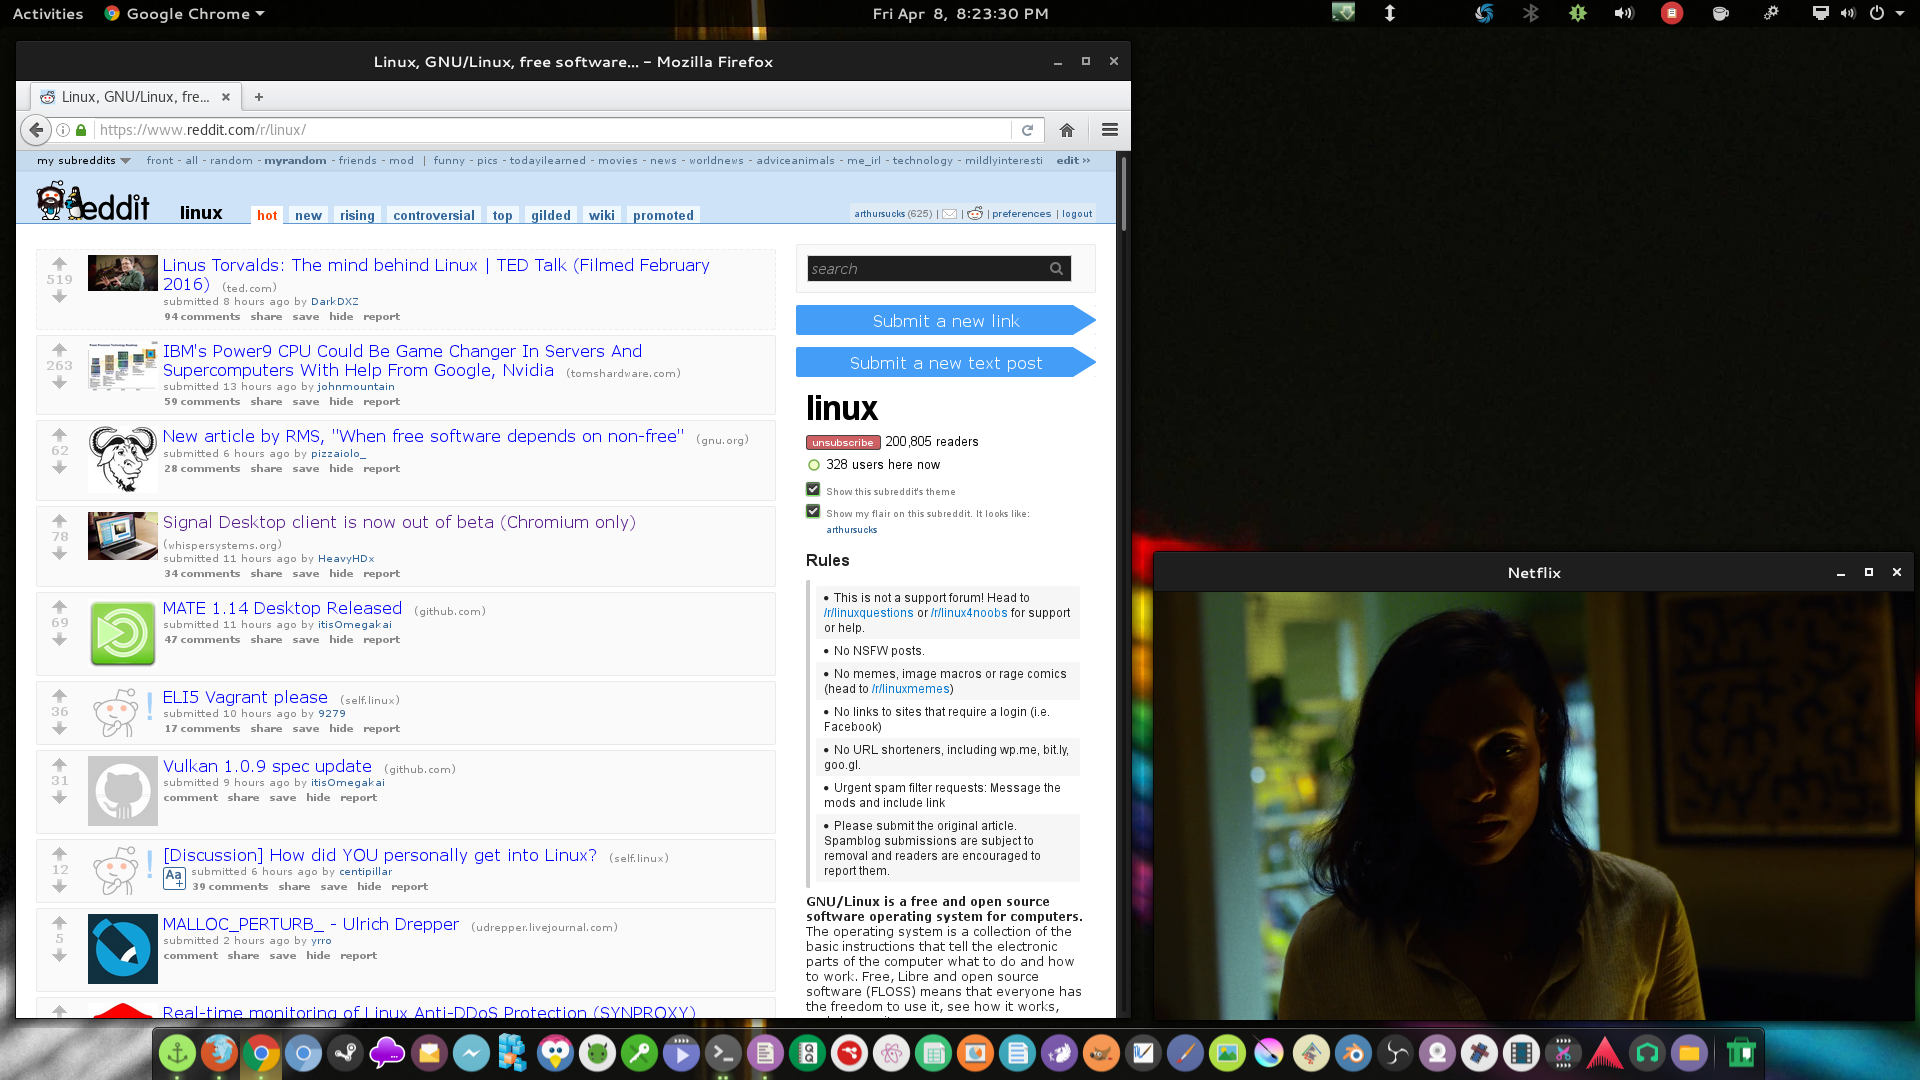 Activities
Google Chrome
Fri Apr 8, 8:23:30 PM
Linux, GNU/Linux, free software... – Mozilla Firefox
Linux, GNU/Linux, fre...
https://www.reddit.com/r/linux/
my subreddits front - all - random - myrandom - friends - mod | funny - pics - todayilearned - movies - news - worldnews - adviceanimals - me_irl - technology - mildlyinteresti edit »
reddit linux hot new rising controversial top gilded wiki promoted
arthursucks (625) | | | preferences | logout
519
Linus Torvalds: The mind behind Linux | TED Talk (Filmed February
2016) (ted.com)
submitted 8 hours ago by DarkDXZ
94 comments share save hide report
263
IBM's Power9 CPU Could Be Game Changer In Servers And
Supercomputers With Help From Google, Nvidia (tomshardware.com)
submitted 13 hours ago by johnmountain
59 comments share save hide report
62
New article by RMS, "When free software depends on non-free" (gnu.org)
submitted 6 hours ago by pizzaiolo_
28 comments share save hide report
78
Signal Desktop client is now out of beta (Chromium only)
(whispersystems.org)
submitted 11 hours ago by HeavyHDx
34 comments share save hide report
69
MATE 1.14 Desktop Released (github.com)
submitted 11 hours ago by itisOmegakai
47 comments share save hide report
36
ELI5 Vagrant please (self.linux)
submitted 10 hours ago by 9279
17 comments share save hide report
31
Vulkan 1.0.9 spec update (github.com)
submitted 9 hours ago by itisOmegakai
comment share save hide report
12
[Discussion] How did YOU personally get into Linux? (self.linux)
Aa+
submitted 6 hours ago by centipillar
39 comments share save hide report
5
MALLOC_PERTURB_ - Ulrich Drepper (udrepper.livejournal.com)
submitted 2 hours ago by yrro
comment share save hide report
Real-time monitoring of Linux Anti-DDoS Protection (SYNPROXY)
search
Submit a new link
Submit a new text post
linux
unsubscribe 200,805 readers
328 users here now
Show this subreddit's theme
Show my flair on this subreddit. It looks like:
arthursucks
Rules
• This is not a support forum! Head to
/r/linuxquestions or /r/linux4noobs for support
or help.
• No NSFW posts.
• No memes, image macros or rage comics
(head to /r/linuxmemes)
• No links to sites that require a login (i.e.
Facebook)
• No URL shorteners, including wp.me, bit.ly,
goo.gl.
• Urgent spam filter requests: Message the
mods and include link
• Please submit the original article.
Spamblog submissions are subject to
removal and readers are encouraged to
report them.
GNU/Linux is a free and open source
software operating system for computers.
The operating system is a collection of the
basic instructions that tell the electronic
parts of the computer what to do and how
to work. Free, Libre and open source
software (FLOSS) means that everyone has
the freedom to use it, see how it works,
Netflix